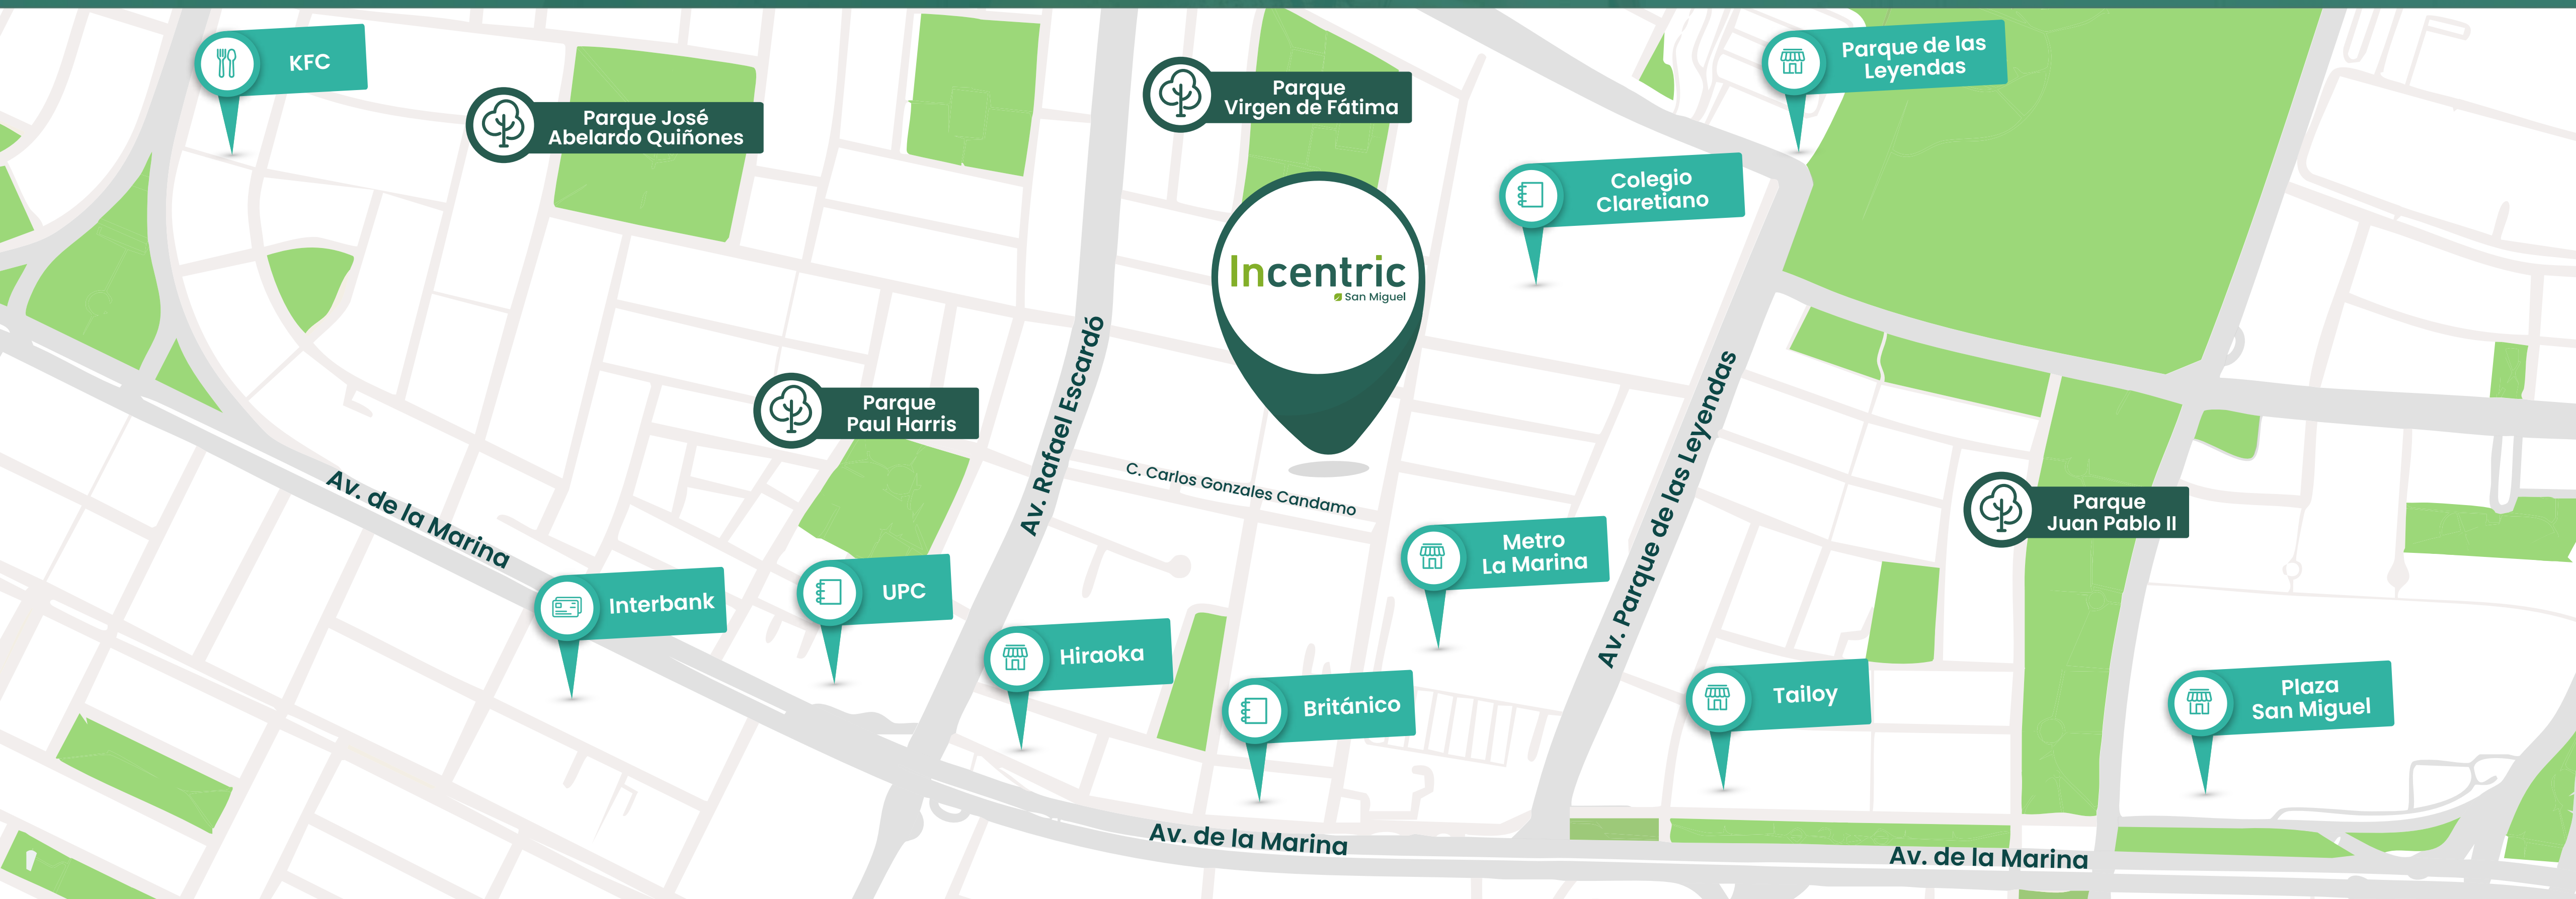 KFC
Parque José
Abelardo Quiñones
Parque
Virgen de Fátima
Parque de las
Leyendas
Colegio
Claretiano
Incentric
San Miguel
Av. Rafael Escardó
Parque
Paul Harris
C. Carlos Gonzales Candamo
Av. Parque de las Leyendas
Av. de la Marina
Parque
Juan Pablo II
Metro
La Marina
Interbank
UPC
Hiraoka
Británico
Tailoy
Plaza
San Miguel
Av. de la Marina
Av. de la Marina